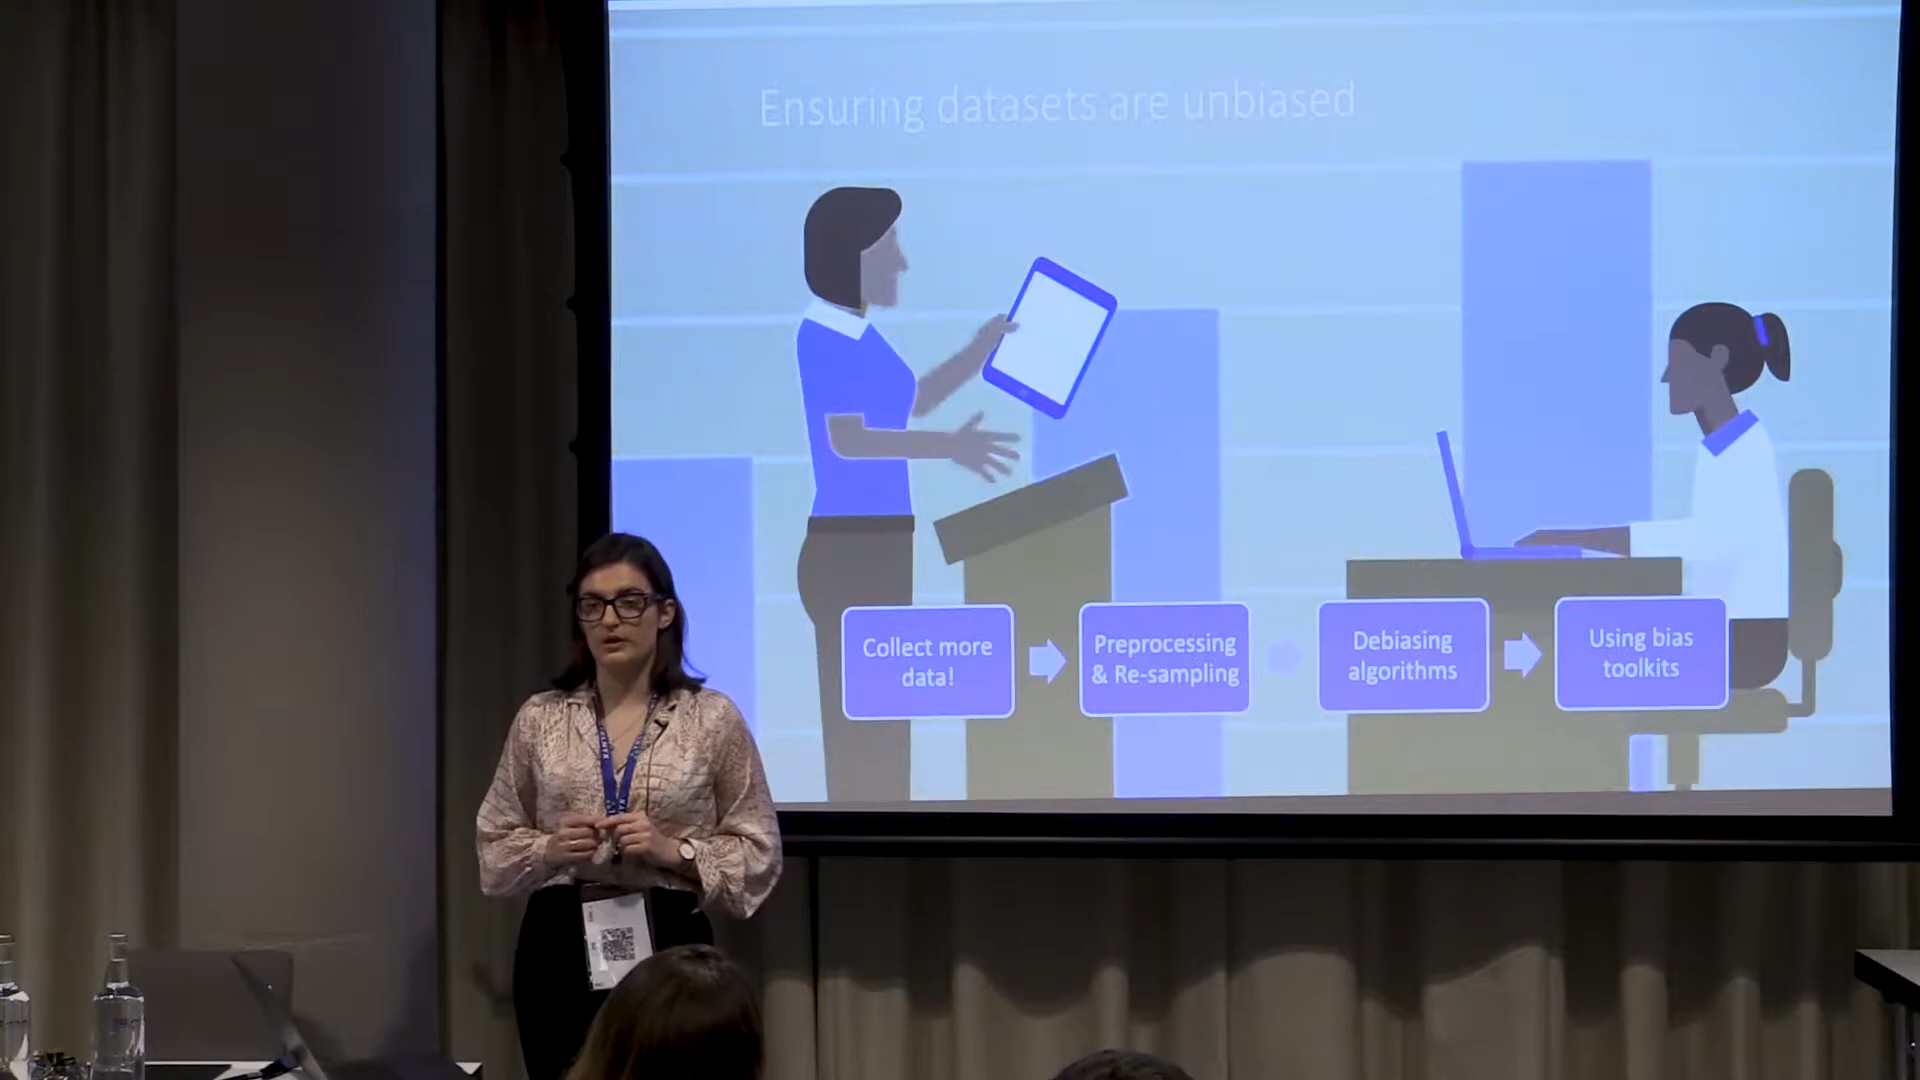 Ensuring datasets are unbiased
Collect more
data!
Preprocessing
& Re-sampling
Debiasing
algorithms
Using bias
toolkits